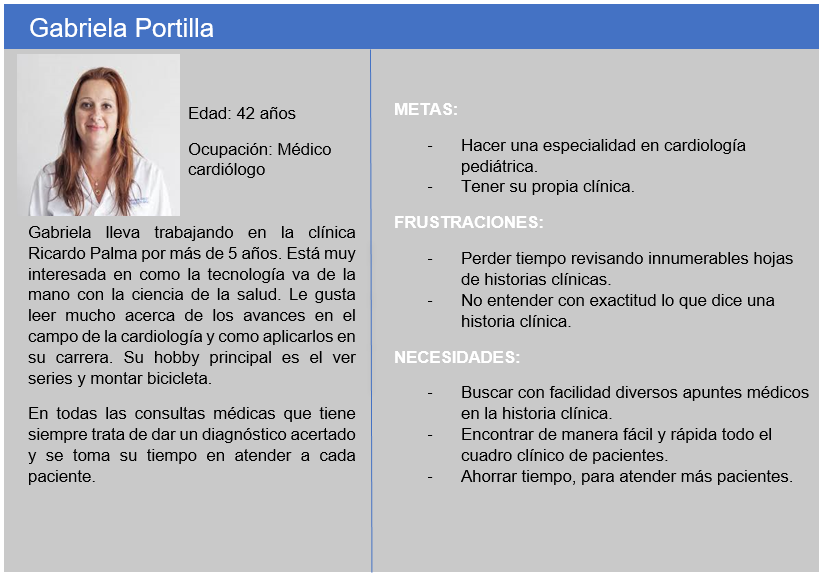 Gabriela Portilla
Edad: 42 años
Ocupación: Médico
cardiólogo
Gabriela lleva trabajando en la clínica
Ricardo Palma por más de 5 años. Está muy
interesada en como la tecnología va de la
mano con la ciencia de la salud. Le gusta
leer mucho acerca de los avances en el
campo de la cardiología y como aplicarlos en
su carrera. Su hobby principal es el ver
series y montar bicicleta.
En todas las consultas médicas que tiene
siempre trata de dar un diagnóstico acertado
y se toma su tiempo en atender a cada
paciente.
METAS:
- Hacer una especialidad en cardiología
pediátrica.
- Tener su propia clínica.
FRUSTRACIONES:
- Perder tiempo revisando innumerables hojas
de historias clínicas.
- No entender con exactitud lo que dice una
historia clínica.
NECESIDADES:
- Buscar con facilidad diversos apuntes médicos
en la historia clínica.
- Encontrar de manera fácil y rápida todo el
cuadro clínico de pacientes.
- Ahorrar tiempo, para atender más pacientes.